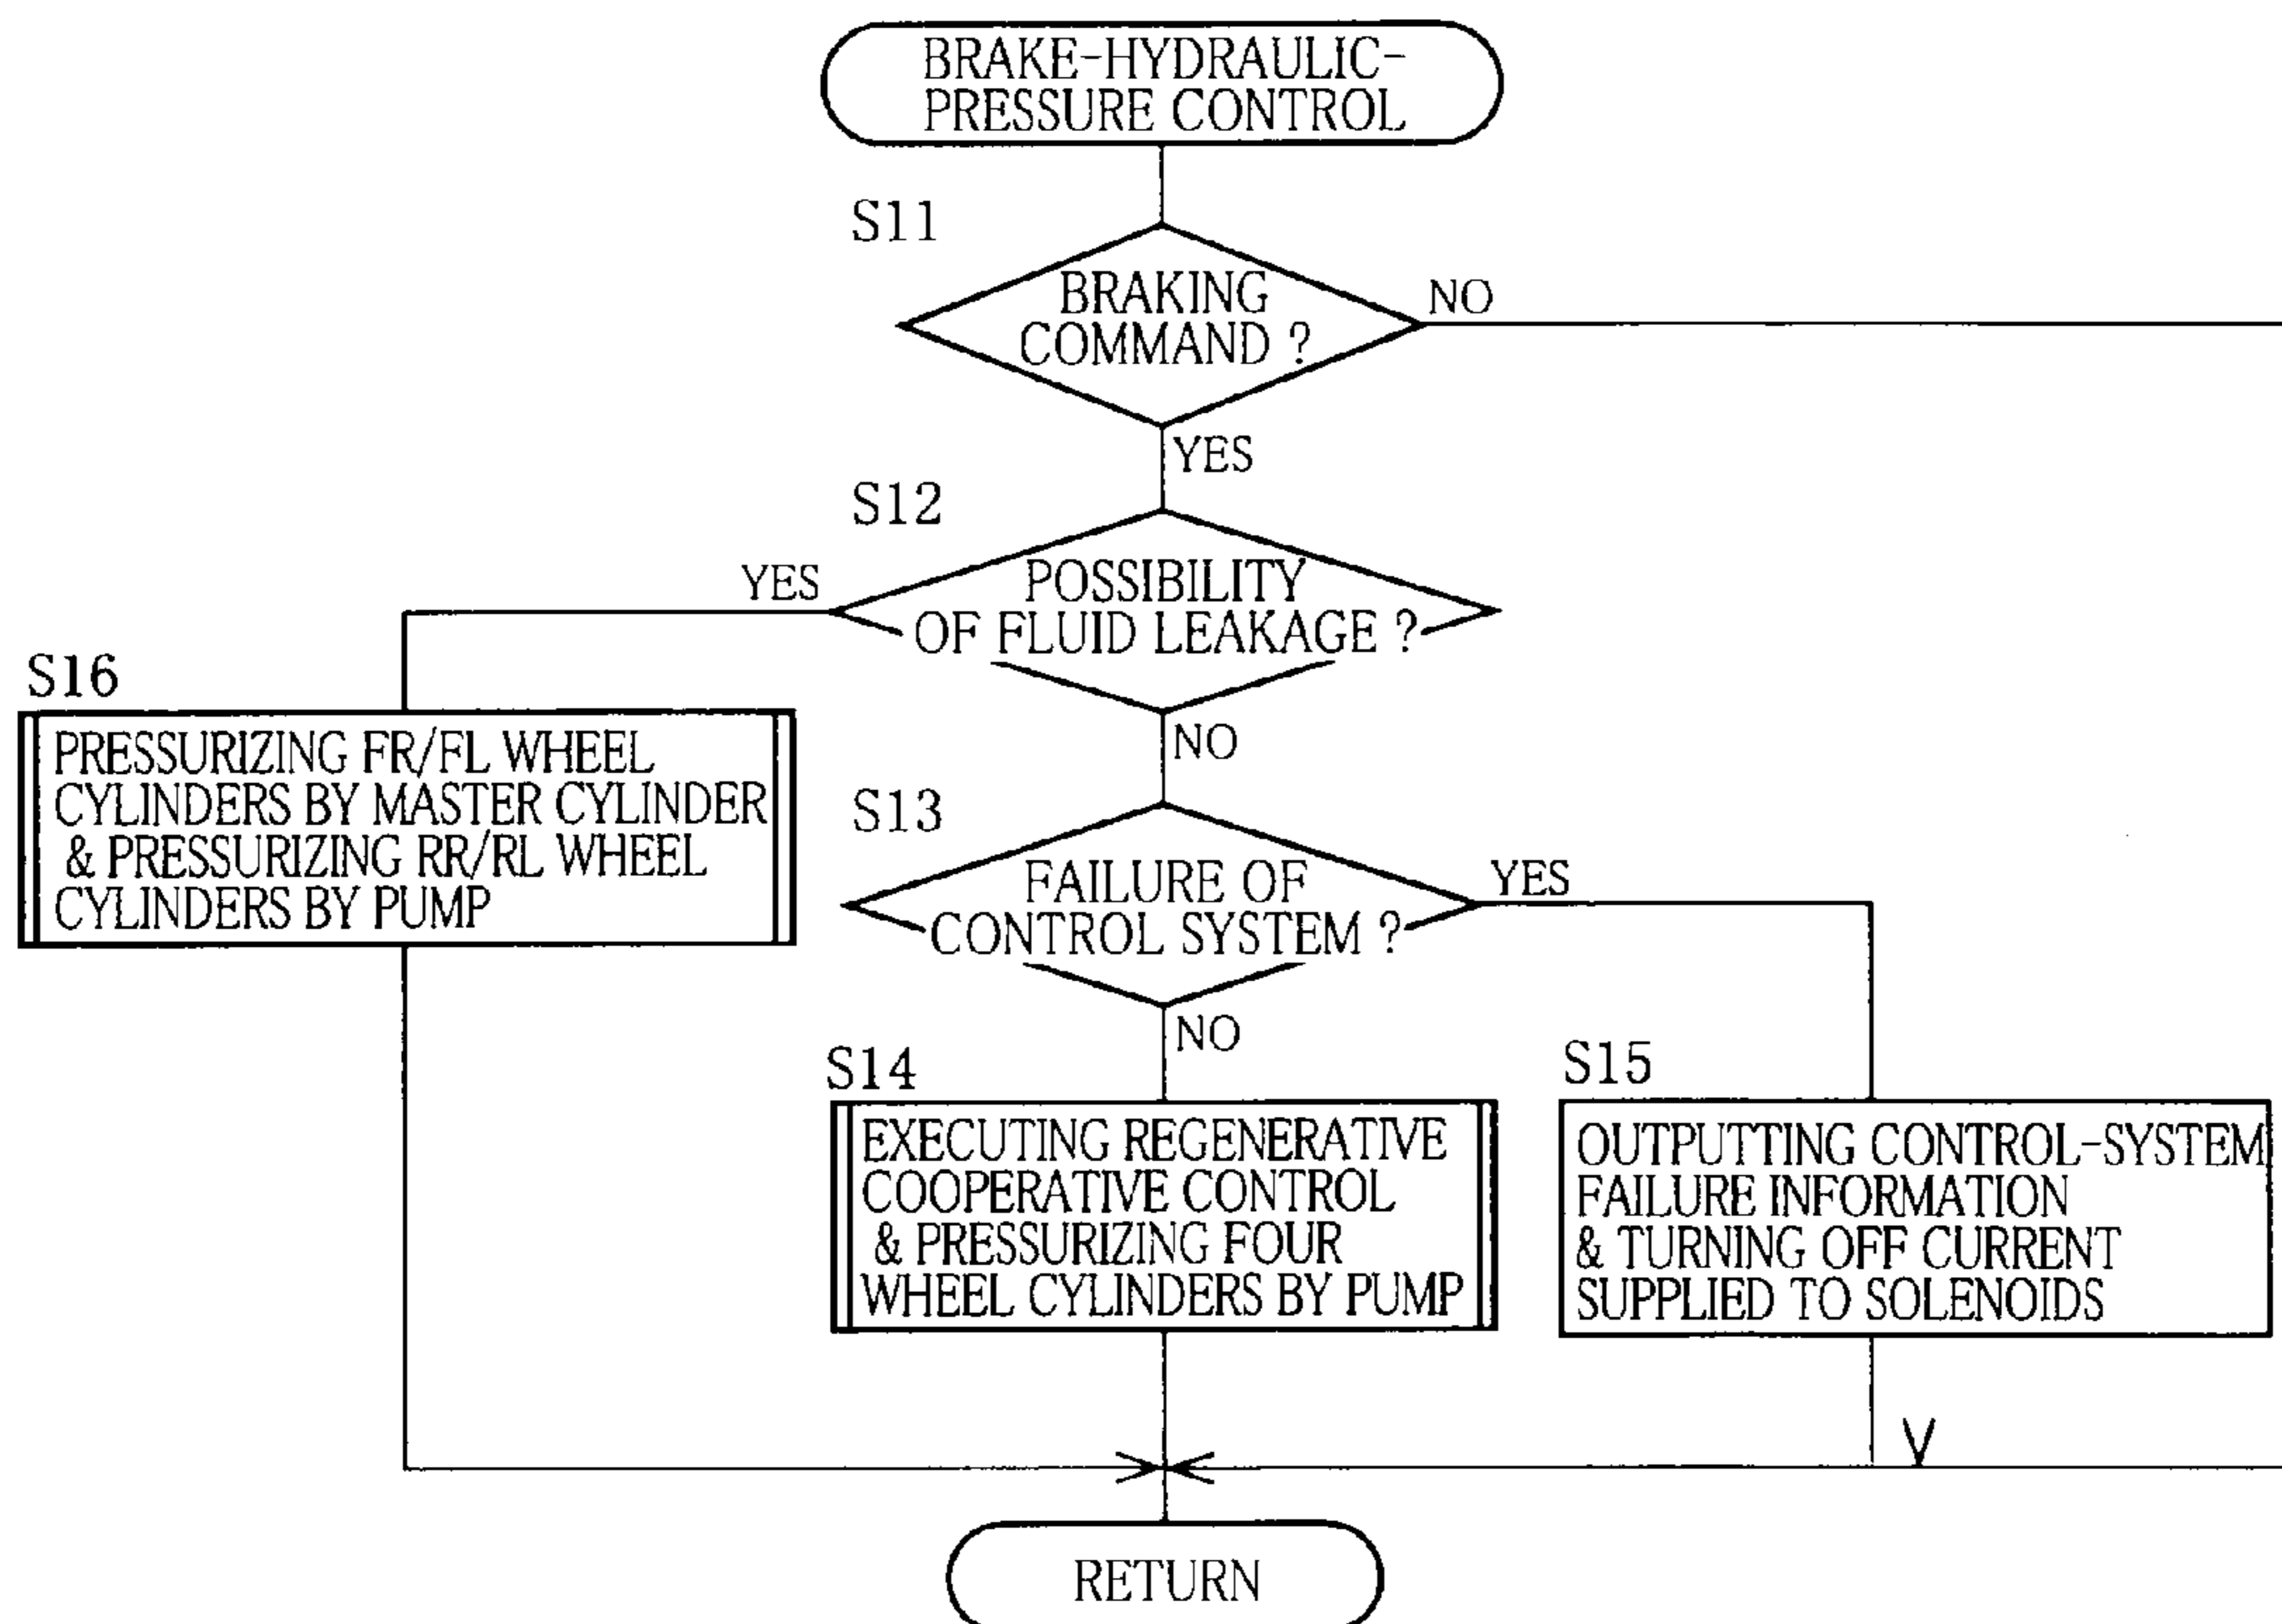 BRAKE-HYDRAULIC-
PRESSURE CONTROL
S11
BRAKING
COMMAND ?
NO
YES
S12
POSSIBILITY
OF FLUID LEAKAGE ?
YES
NO
S16
PRESSURIZING FR/FL WHEEL
CYLINDERS BY MASTER CYLINDER
& PRESSURIZING RR/RL WHEEL
CYLINDERS BY PUMP
S13
FAILURE OF
CONTROL SYSTEM ?
YES
NO
S14
EXECUTING REGENERATIVE
COOPERATIVE CONTROL
& PRESSURIZING FOUR
WHEEL CYLINDERS BY PUMP
S15
OUTPUTTING CONTROL-SYSTEM
FAILURE INFORMATION
& TURNING OFF CURRENT
SUPPLIED TO SOLENOIDS
RETURN